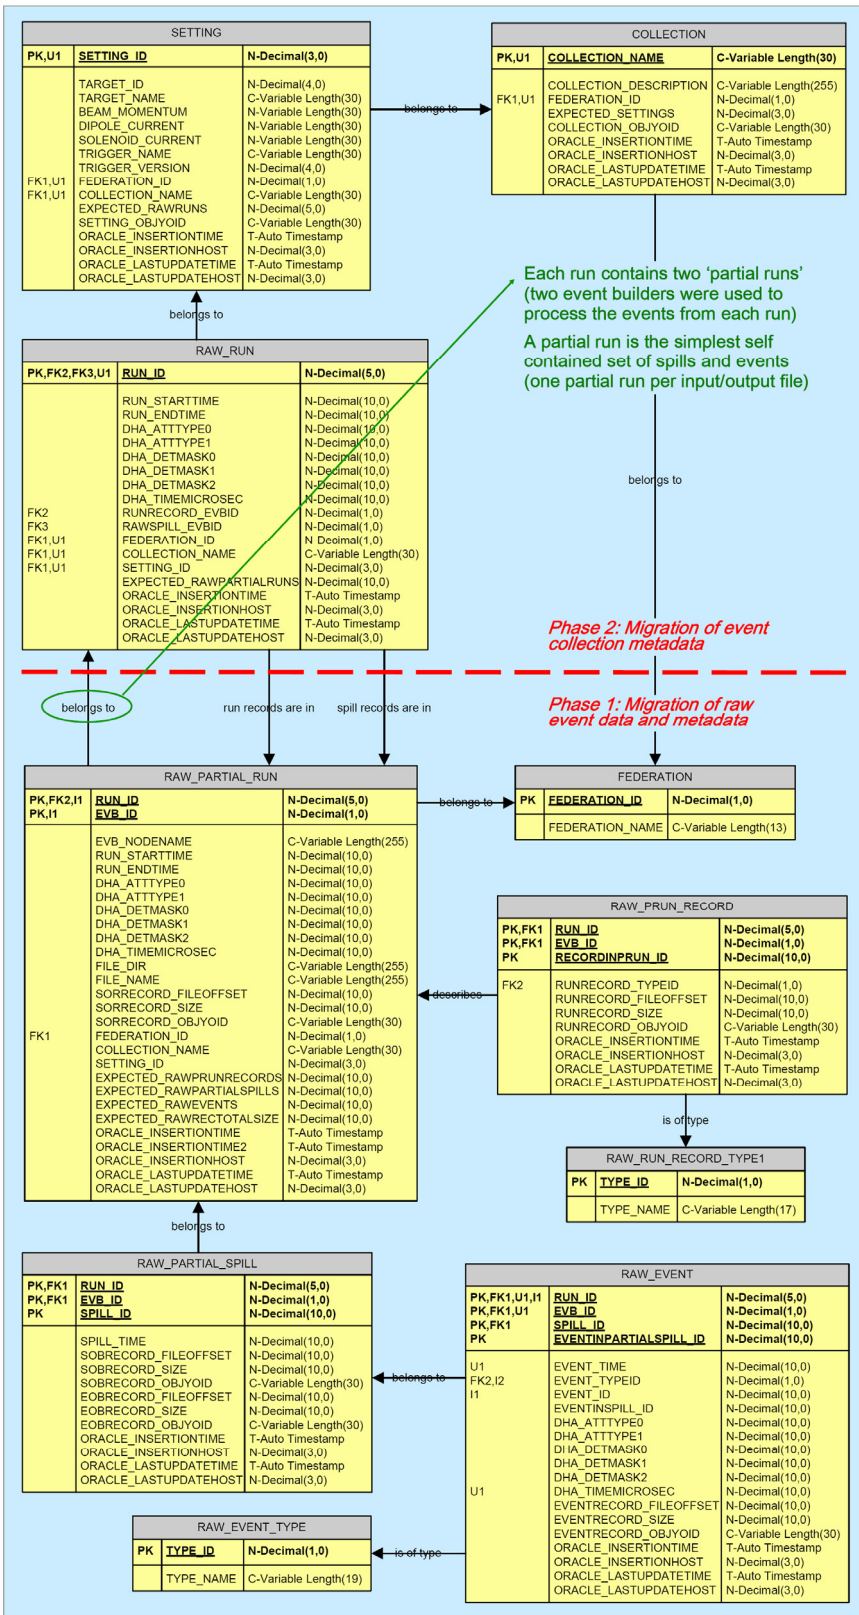 SETTING
PK,U1 SETTING_ID N-Decimal(3,0)
TARGET_ID N-Decimal(4,0)
TARGET_NAME C-Variable Length(30)
BEAM_MOMENTUM N-Variable Length(30)
DIPOLE_CURRENT N-Variable Length(30)
SOLENOID_CURRENT N-Variable Length(30)
TRIGGER_NAME C-Variable Length(30)
TRIGGER_VERSION N-Decimal(4,0)
FK1,U1 FEDERATION_ID N-Decimal(1,0)
FK1,U1 COLLECTION_NAME C-Variable Length(30)
EXPECTED_RAWRUNS N-Decimal(5,0)
SETTING_OBJYOID C-Variable Length(30)
ORACLE_INSERTIONTIME T-Auto Timestamp
ORACLE_INSERTIONHOST N-Decimal(3,0)
ORACLE_LASTUPDATETIME T-Auto Timestamp
ORACLE_LASTUPDATEHOST N-Decimal(3,0)
belongs to
COLLECTION
PK,U1 COLLECTION_NAME C-Variable Length(30)
COLLECTION_DESCRIPTION C-Variable Length(255)
FK1,U1 FEDERATION_ID N-Decimal(1,0)
EXPECTED_SETTINGS N-Decimal(3,0)
COLLECTION_OBJYOID C-Variable Length(30)
ORACLE_INSERTIONTIME T-Auto Timestamp
ORACLE_INSERTIONHOST N-Decimal(3,0)
ORACLE_LASTUPDATETIME T-Auto Timestamp
ORACLE_LASTUPDATEHOST N-Decimal(3,0)
Each run contains two ‘partial runs’
(two event builders were used to
process the events from each run)
A partial run is the simplest self
contained set of spills and events
(one partial run per input/output file)
belongs to
RAW_RUN
PK,FK2,FK3,U1 RUN_ID N-Decimal(5,0)
RUN_STARTTIME N-Decimal(10,0)
RUN_ENDTIME N-Decimal(10,0)
DHA_ATTTYPE0 N-Decimal(10,0)
DHA_ATTTYPE1 N-Decimal(10,0)
DHA_DETMASK0 N-Decimal(10,0)
DHA_DETMASK1 N-Decimal(10,0)
DHA_DETMASK2 N-Decimal(10,0)
DHA_TIMEMICROSEC N-Decimal(10,0)
FK2 RUNRECORD_EVBID N-Decimal(1,0)
FK3 RAWSPILL_EVBID N-Decimal(1,0)
FK1,U1 FEDERATION_ID N-Decimal(1,0)
FK1,U1 COLLECTION_NAME C-Variable Length(30)
FK1,U1 SETTING_ID N-Decimal(3,0)
EXPECTED_RAWPARTIALRUNS N-Decimal(10,0)
ORACLE_INSERTIONTIME T-Auto Timestamp
ORACLE_INSERTIONHOST N-Decimal(3,0)
ORACLE_LASTUPDATETIME T-Auto Timestamp
ORACLE_LASTUPDATEHOST N-Decimal(3,0)
belongs to
Phase 2: Migration of event
collection metadata
Phase 1: Migration of raw
event data and metadata
belongs to
run records are in
spill records are in
RAW_PARTIAL_RUN
PK,FK2,I1 RUN_ID N-Decimal(5,0)
PK,I1 EVB_ID N-Decimal(1,0)
EVB_NODENAME C-Variable Length(255)
RUN_STARTTIME N-Decimal(10,0)
RUN_ENDTIME N-Decimal(10,0)
DHA_ATTTYPE0 N-Decimal(10,0)
DHA_ATTTYPE1 N-Decimal(10,0)
DHA_DETMASK0 N-Decimal(10,0)
DHA_DETMASK1 N-Decimal(10,0)
DHA_DETMASK2 N-Decimal(10,0)
DHA_TIMEMICROSEC N-Decimal(10,0)
FILE_DIR C-Variable Length(255)
FILE_NAME C-Variable Length(255)
SORRECORD_FILEOFFSET N-Decimal(10,0)
SORRECORD_SIZE N-Decimal(10,0)
SORRECORD_OBJYOID C-Variable Length(30)
FK1 FEDERATION_ID N-Decimal(1,0)
COLLECTION_NAME C-Variable Length(30)
SETTING_ID N-Decimal(3,0)
EXPECTED_RAWPRUNRECORDS N-Decimal(10,0)
EXPECTED_RAWPARTIALSPILLS N-Decimal(10,0)
EXPECTED_RAWEVENTS N-Decimal(10,0)
EXPECTED_RAWRECTOTALSIZE N-Decimal(10,0)
ORACLE_INSERTIONTIME T-Auto Timestamp
ORACLE_INSERTIONTIME2 T-Auto Timestamp
ORACLE_INSERTIONHOST N-Decimal(3,0)
ORACLE_LASTUPDATETIME T-Auto Timestamp
ORACLE_LASTUPDATEHOST N-Decimal(3,0)
belongs to
FEDERATION
PK FEDERATION_ID N-Decimal(1,0)
FEDERATION_NAME C-Variable Length(13)
RAW_PRUN_RECORD
PK,FK1 RUN_ID N-Decimal(5,0)
PK,FK1 EVB_ID N-Decimal(1,0)
PK RECORDINPRUN_ID N-Decimal(10,0)
FK2 RUNRECORD_TYPEID N-Decimal(1,0)
RUNRECORD_FILEOFFSET N-Decimal(10,0)
RUNRECORD_SIZE N-Decimal(10,0)
RUNRECORD_OBJYOID C-Variable Length(30)
ORACLE_INSERTIONTIME T-Auto Timestamp
ORACLE_INSERTIONHOST N-Decimal(3,0)
ORACLE_LASTUPDATETIME T-Auto Timestamp
ORACLE_LASTUPDATEHOST N-Decimal(3,0)
describes
is of type
RAW_RUN_RECORD_TYPE1
PK TYPE_ID N-Decimal(1,0)
TYPE_NAME C-Variable Length(17)
belongs to
RAW_PARTIAL_SPILL
PK,FK1 RUN_ID N-Decimal(5,0)
PK,FK1 EVB_ID N-Decimal(1,0)
PK SPILL_ID N-Decimal(10,0)
SPILL_TIME N-Decimal(10,0)
SOBRECORD_FILEOFFSET N-Decimal(10,0)
SOBRECORD_SIZE N-Decimal(10,0)
SOBRECORD_OBJYOID C-Variable Length(30)
EOBRECORD_FILEOFFSET N-Decimal(10,0)
EOBRECORD_SIZE N-Decimal(10,0)
EOBRECORD_OBJYOID C-Variable Length(30)
ORACLE_INSERTIONTIME T-Auto Timestamp
ORACLE_INSERTIONHOST N-Decimal(3,0)
ORACLE_LASTUPDATETIME T-Auto Timestamp
ORACLE_LASTUPDATEHOST N-Decimal(3,0)
belongs to
RAW_EVENT
PK,FK1,U1,I1 RUN_ID N-Decimal(5,0)
PK,FK1,U1 EVB_ID N-Decimal(1,0)
PK,FK1 SPILL_ID N-Decimal(10,0)
PK EVENTINPARTIALSPILL_ID N-Decimal(10,0)
U1 EVENT_TIME N-Decimal(10,0)
FK2,I2 EVENT_TYPEID N-Decimal(1,0)
I1 EVENT_ID N-Decimal(10,0)
EVENTINSPILL_ID N-Decimal(10,0)
DHA_ATTTYPE0 N-Decimal(10,0)
DHA_ATTTYPE1 N-Decimal(10,0)
DHA_DETMASK0 N-Decimal(10,0)
DHA_DETMASK1 N-Decimal(10,0)
DHA_DETMASK2 N-Decimal(10,0)
U1 DHA_TIMEMICROSEC N-Decimal(10,0)
EVENTRECORD_FILEOFFSET N-Decimal(10,0)
EVENTRECORD_SIZE N-Decimal(10,0)
EVENTRECORD_OBJYOID C-Variable Length(30)
ORACLE_INSERTIONTIME T-Auto Timestamp
ORACLE_INSERTIONHOST N-Decimal(3,0)
ORACLE_LASTUPDATETIME T-Auto Timestamp
ORACLE_LASTUPDATEHOST N-Decimal(3,0)
RAW_EVENT_TYPE
PK TYPE_ID N-Decimal(1,0)
TYPE_NAME C-Variable Length(19)
is of type